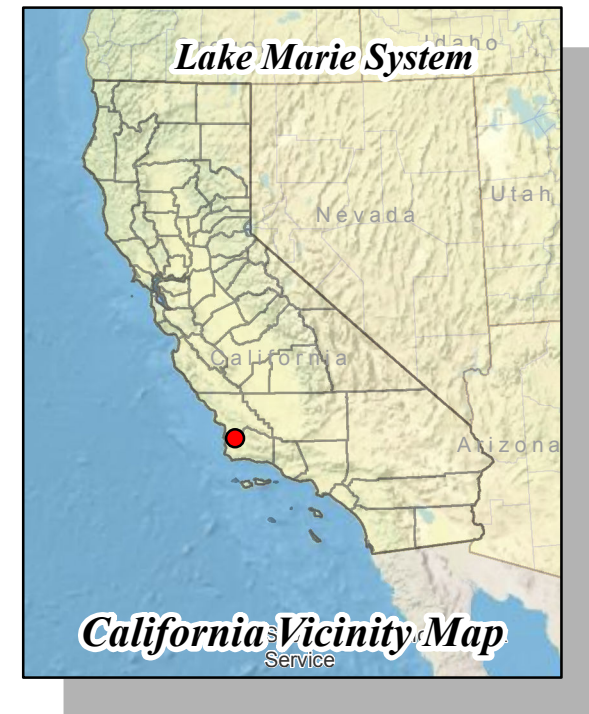 Idaho
Lake Marie System
Utah
Nevada
California
Arizona
California Vicinity Map
Service